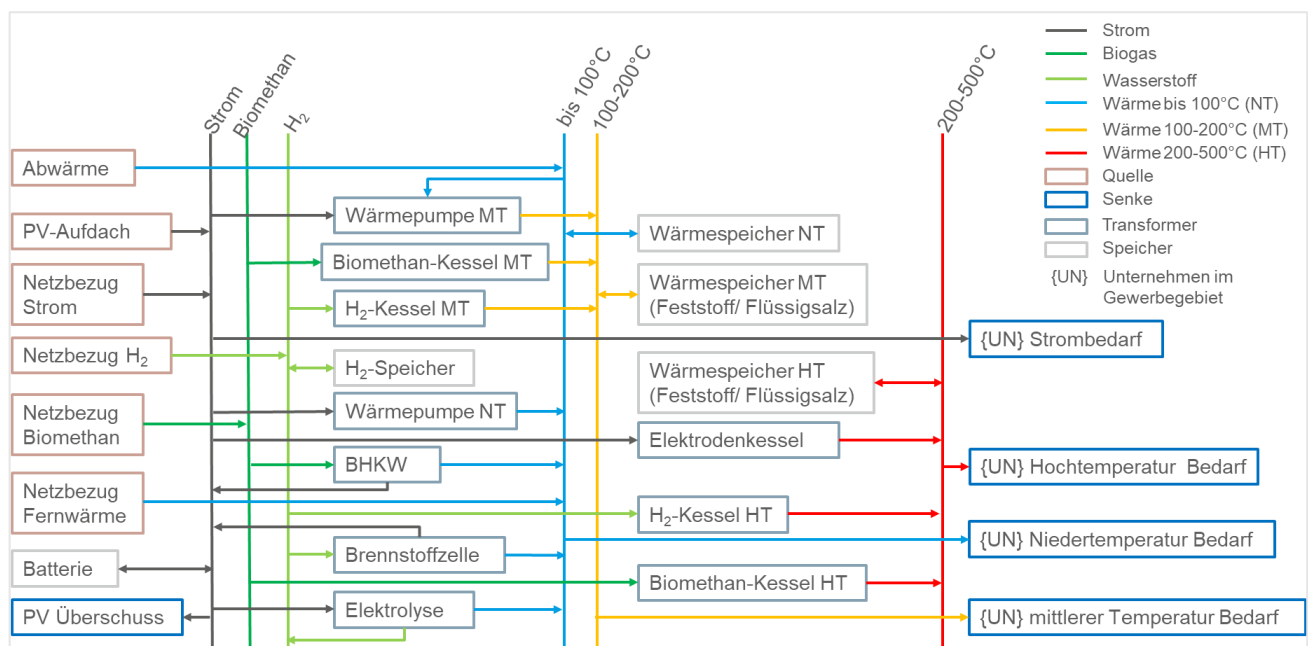 Strom
Biomethan
H₂
bis 100°C
100-200°C
200-500°C
Strom
Biogas
Wasserstoff
Wärme bis 100°C (NT)
Wärme 100-200°C (MT)
Wärme 200-500°C (HT)
Quelle
Senke
Transformer
Speicher
{UN} Unternehmen im
Gewerbegebiet
Abwärme
PV-Aufdach
Netzbezug
Strom
Netzbezug H₂
Netzbezug
Biomethan
Netzbezug
Fernwärme
Batterie
PV Überschuss
Wärmepumpe MT
Biomethan-Kessel MT
H₂-Kessel MT
H₂-Speicher
Wärmepumpe NT
BHKW
Brennstoffzelle
Elektrolyse
Wärmespeicher NT
Wärmespeicher MT
(Feststoff/ Flüssigsalz)
Wärmespeicher HT
(Feststoff/ Flüssigsalz)
Elektrodenkessel
H₂-Kessel HT
Biomethan-Kessel HT
{UN} Strombedarf
{UN} Hochtemperatur Bedarf
{UN} Niedertemperatur Bedarf
{UN} mittlerer Temperatur Bedarf